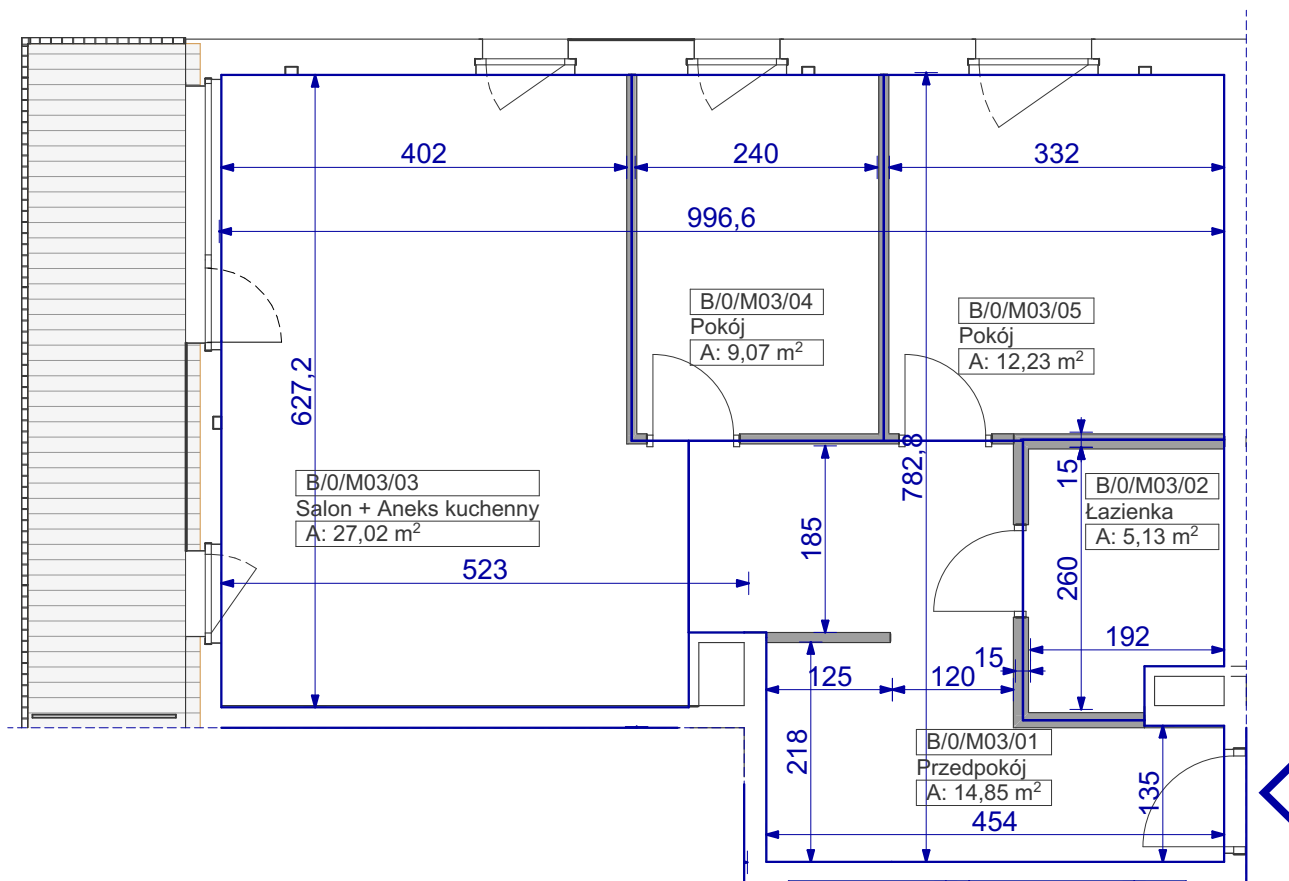 402
240
332
996,6
B/0/M03/04
Pokój
A: 9,07 m²
B/0/M03/05
Pokój
A: 12,23 m²
627,2
782,8
B/0/M03/03
Salon + Aneks kuchenny
A: 27,02 m²
15
B/0/M03/02
Łazienka
A: 5,13 m²
185
523
260
192
15
125
120
218
B/0/M03/01
Przedpokój
A: 14,85 m²
135
454